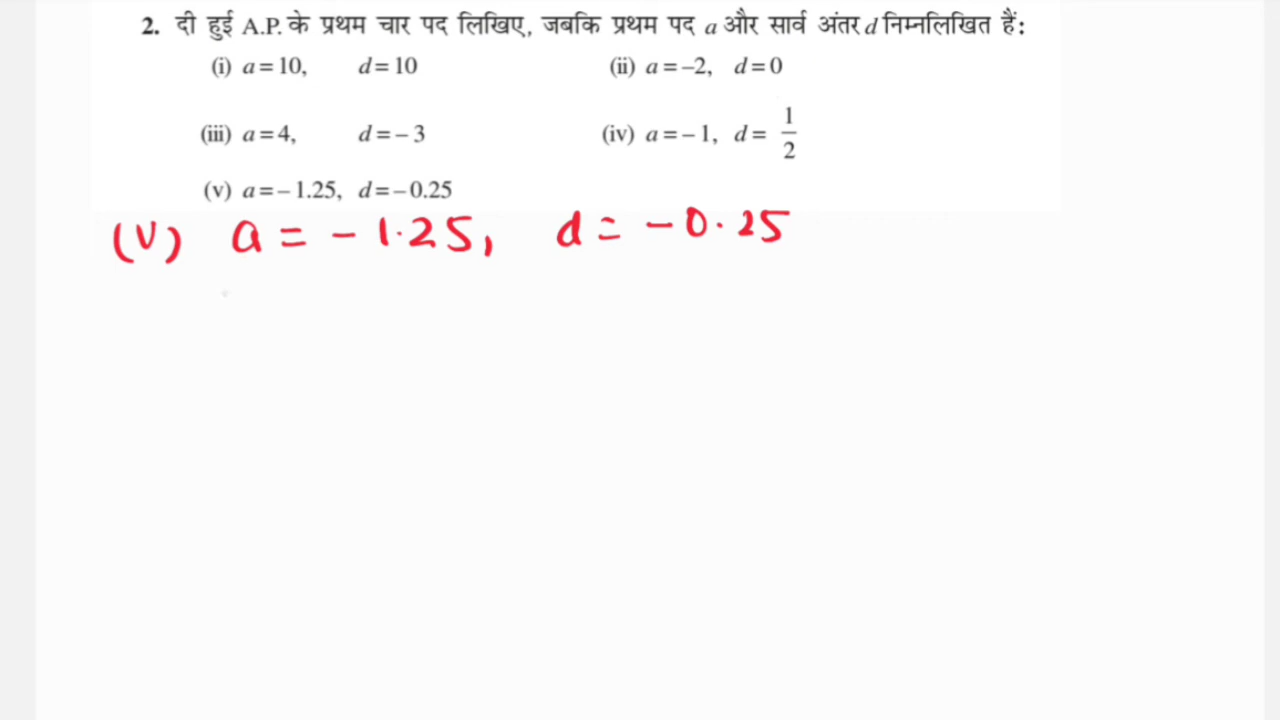 2. दी हुई A.P. के प्रथम चार पद लिखिए, जबकि प्रथम पद a और सार्व अंतर d निम्नलिखित हैं:
(i) a = 10, d = 10 (ii) a = –2, d = 0
(iii) a = 4, d = – 3 (iv) a = – 1, d = 1/2
(v) a = – 1.25, d = – 0.25
(V) a = - 1.25, d = - 0.25